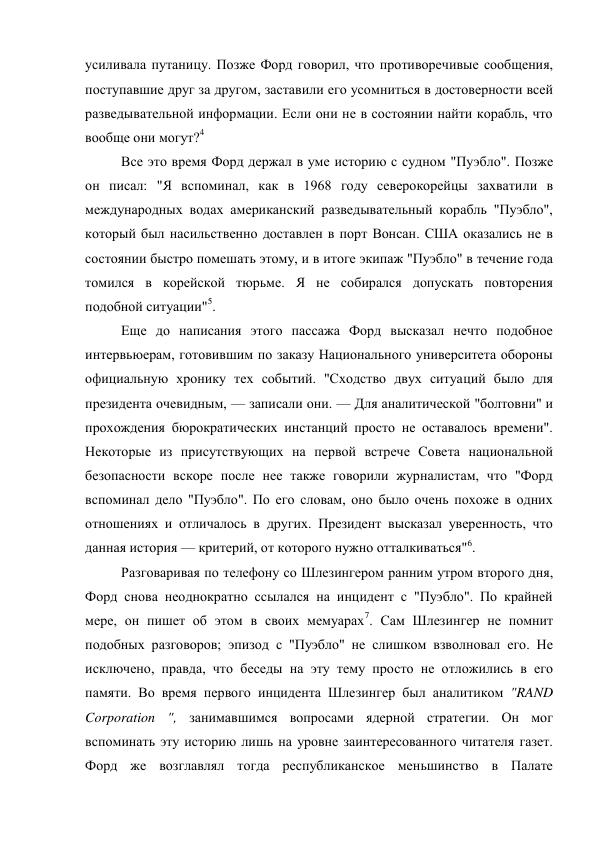 усиливала путаницу. Позже Форд говорил, что противоречивые сообщения,
поступавшие друг за другом, заставили его усомниться в достоверности всей
разведывательной информации. Если они не в состоянии найти корабль, что
вообще они могут?4
Все это время Форд держал в уме историю с судном "Пуэбло". Позже
он писал: "Я вспоминал, как в 1968 году северокорейцы захватили в
международных водах американский разведывательный корабль "Пуэбло",
который был насильственно доставлен в порт Вонсан. США оказались не в
состоянии быстро помешать этому, и в итоге экипаж "Пуэбло" в течение года
томился в корейской тюрьме. Я не собирался допускать повторения
подобной ситуации"5.
Еще до написания этого пассажа Форд высказал нечто подобное
интервьюерам, готовившим по заказу Национального университета обороны
официальную хронику тех событий. "Сходство двух ситуаций было для
президента очевидным, — записали они. — Для аналитической "болтовни" и
прохождения бюрократических инстанций просто не оставалось времени".
Некоторые из присутствующих на первой встрече Совета национальной
безопасности вскоре после нее также говорили журналистам, что "Форд
вспоминал дело "Пуэбло". По его словам, оно было очень похоже в одних
отношениях и отличалось в других. Президент высказал уверенность, что
данная история — критерий, от которого нужно отталкиваться"6.
Разговаривая по телефону со Шлезингером ранним утром второго дня,
Форд снова неоднократно ссылался на инцидент с "Пуэбло". По крайней
мере, он пишет об этом в своих мемуарах7. Сам Шлезингер не помнит
подобных разговоров; эпизод с "Пуэбло" не слишком взволновал его. Не
исключено, правда, что беседы на эту тему просто не отложились в его
памяти. Во время первого инцидента Шлезингер был аналитиком "RAND
Corporation ", занимавшимся вопросами ядерной стратегии. Он мог
вспоминать эту историю лишь на уровне заинтересованного читателя газет.
Форд же возглавлял тогда республиканское меньшинство в Палате